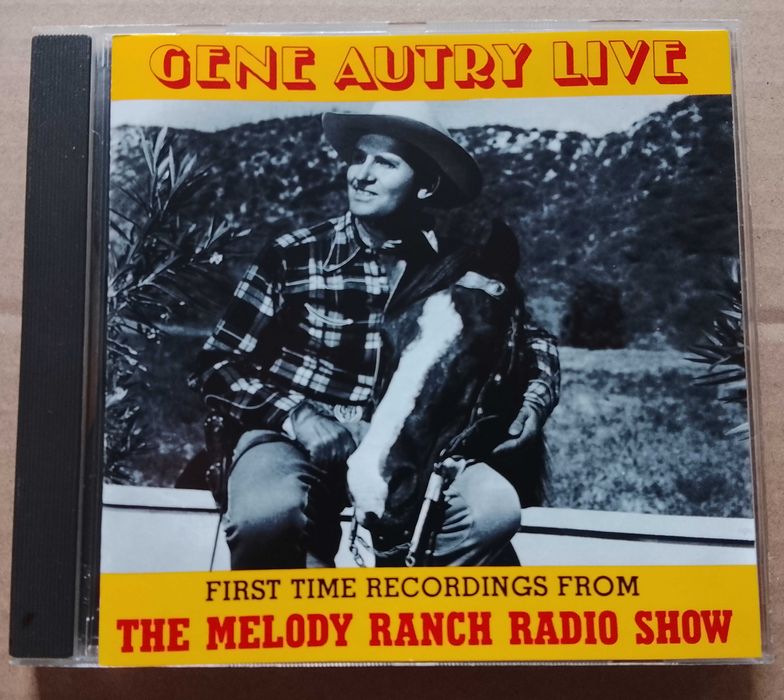 GENE AUTRY LIVE
FIRST TIME RECORDINGS FROM
THE MELODY RANCH RADIO SHOW